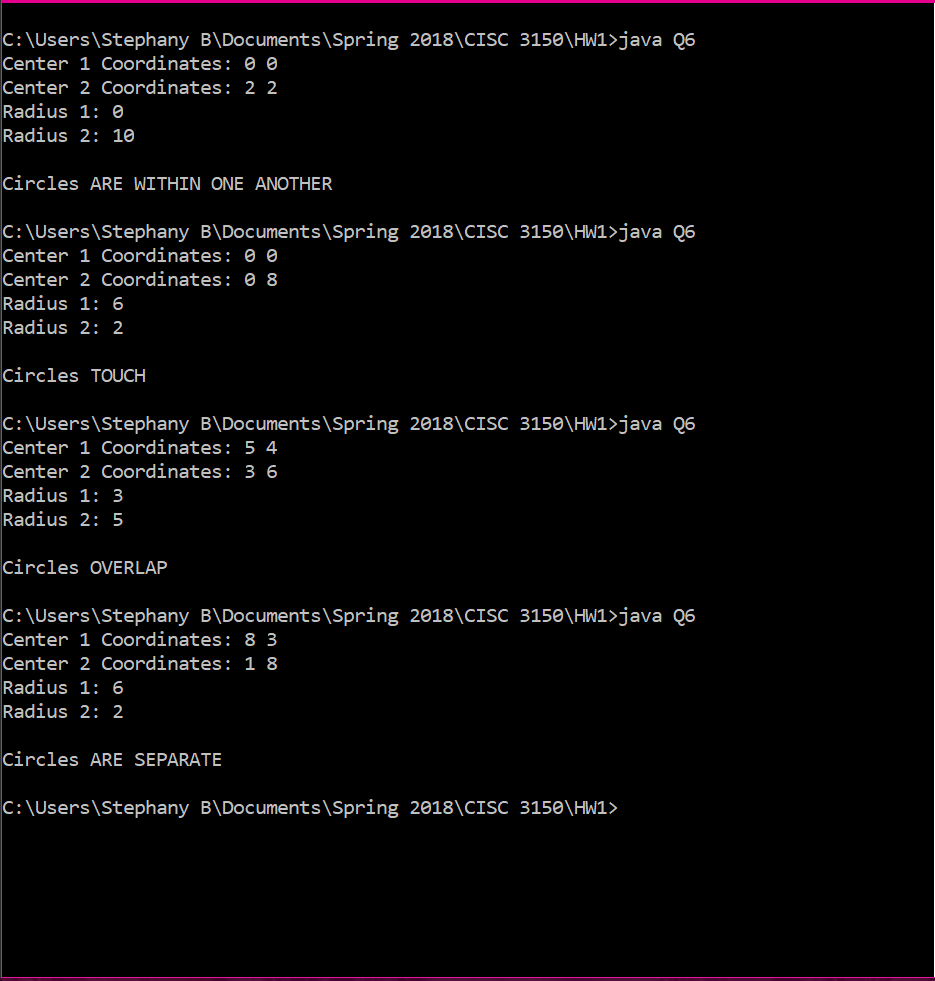 C:\Users\Stephany B\Documents\Spring 2018\CISC 3150\HW1>java Q6
Center 1 Coordinates: 0 0
Center 2 Coordinates: 2 2
Radius 1: 0
Radius 2: 10
Circles ARE WITHIN ONE ANOTHER
C:\Users\Stephany B\Documents\Spring 2018\CISC 3150\HW1>java Q6
Center 1 Coordinates: 0 0
Center 2 Coordinates: 0 8
Radius 1: 6
Radius 2: 2
Circles TOUCH
C:\Users\Stephany B\Documents\Spring 2018\CISC 3150\HW1>java Q6
Center 1 Coordinates: 5 4
Center 2 Coordinates: 3 6
Radius 1: 3
Radius 2: 5
Circles OVERLAP
C:\Users\Stephany B\Documents\Spring 2018\CISC 3150\HW1>java Q6
Center 1 Coordinates: 8 3
Center 2 Coordinates: 1 8
Radius 1: 6
Radius 2: 2
Circles ARE SEPARATE
C:\Users\Stephany B\Documents\Spring 2018\CISC 3150\HW1>